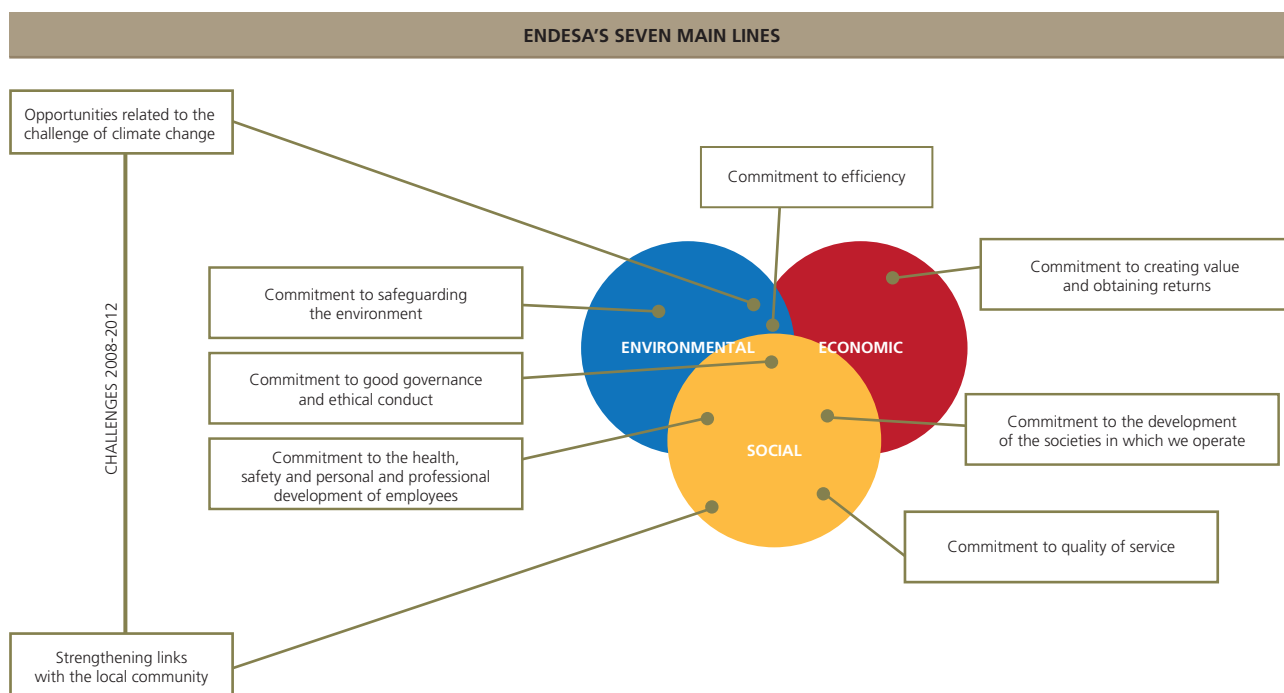 ENDESA'S SEVEN MAIN LINES
Opportunities related to the
challenge of climate change
Commitment to efficiency
Commitment to creating value
and obtaining returns
Commitment to safeguarding
the environment
ENVIRONMENTAL
ECONOMIC
CHALLENGES 2008-2012
Commitment to good governance
and ethical conduct
Commitment to the development
of the societies in which we operate
Commitment to the health,
safety and personal and professional
development of employees
SOCIAL
Commitment to quality of service
Strengthening links
with the local community